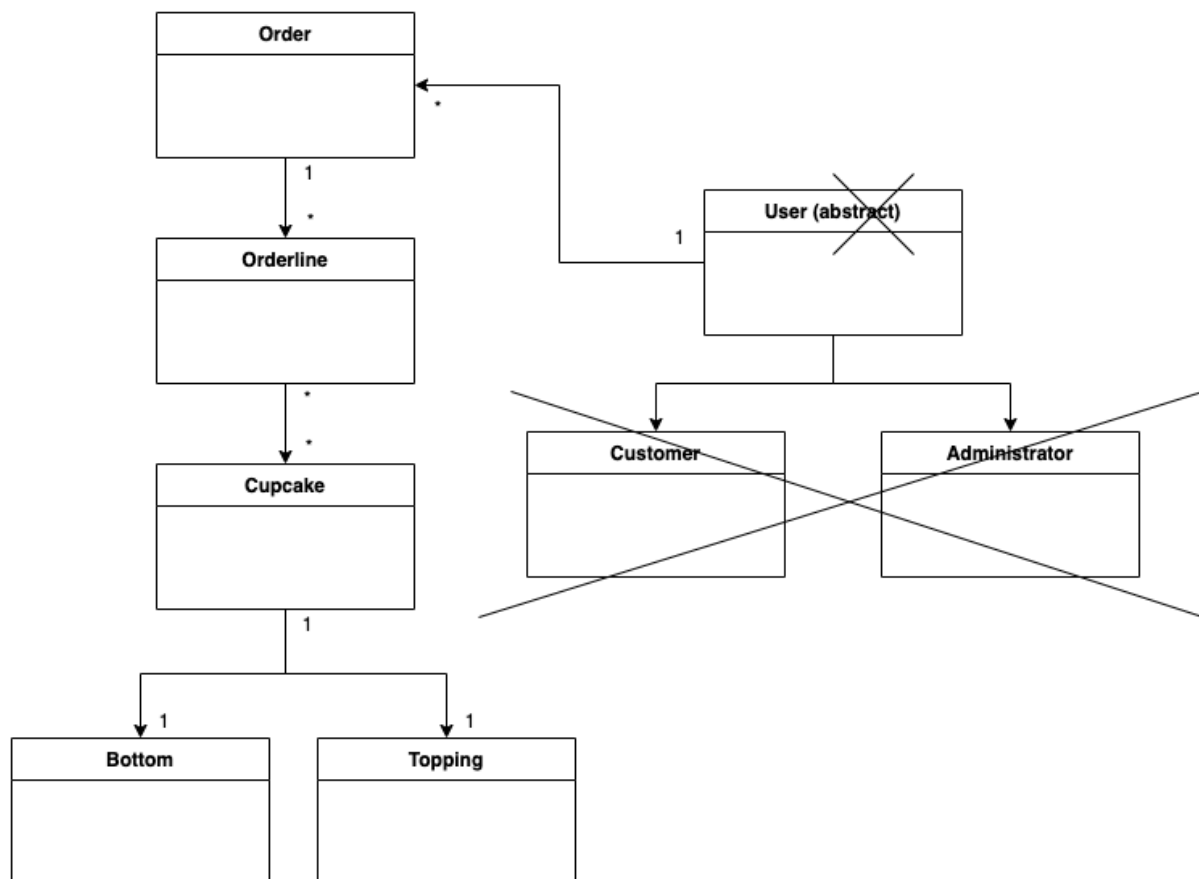 Order
*
1
User (abstract)
1
*
Orderline
*
*
Customer
Administrator
Cupcake
1
1
1
Bottom
Topping